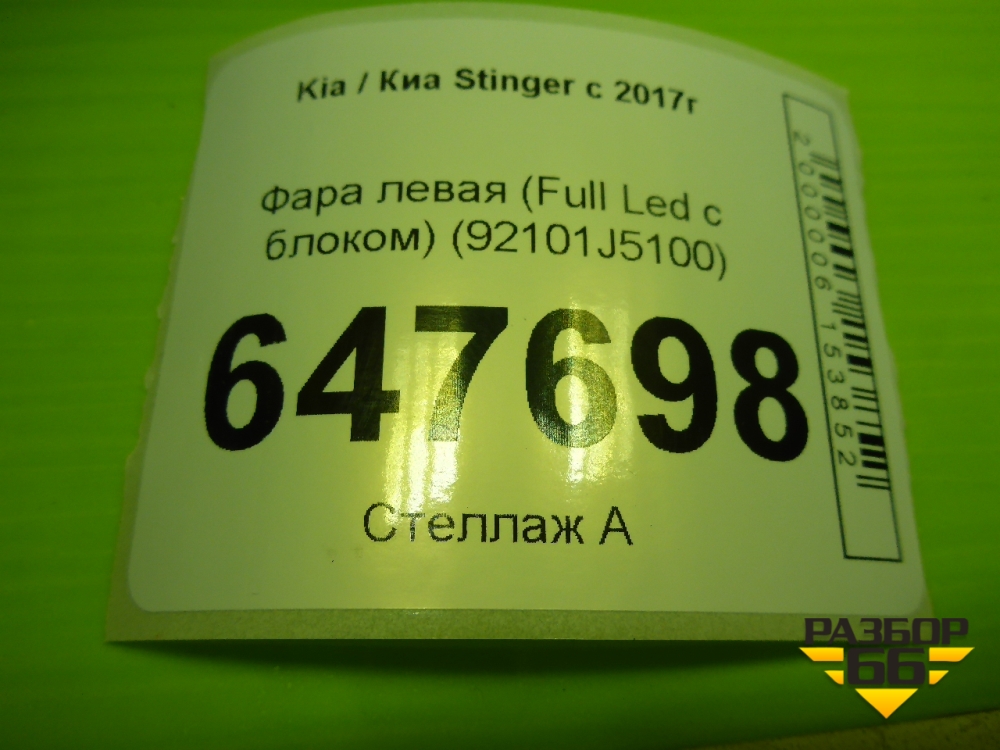 Kia / Киа Stinger с 2017г
Фара левая (Full Led с
блоком) (92101J5100)
647698
Стеллаж А
2000006153852
РАЗБОР
66